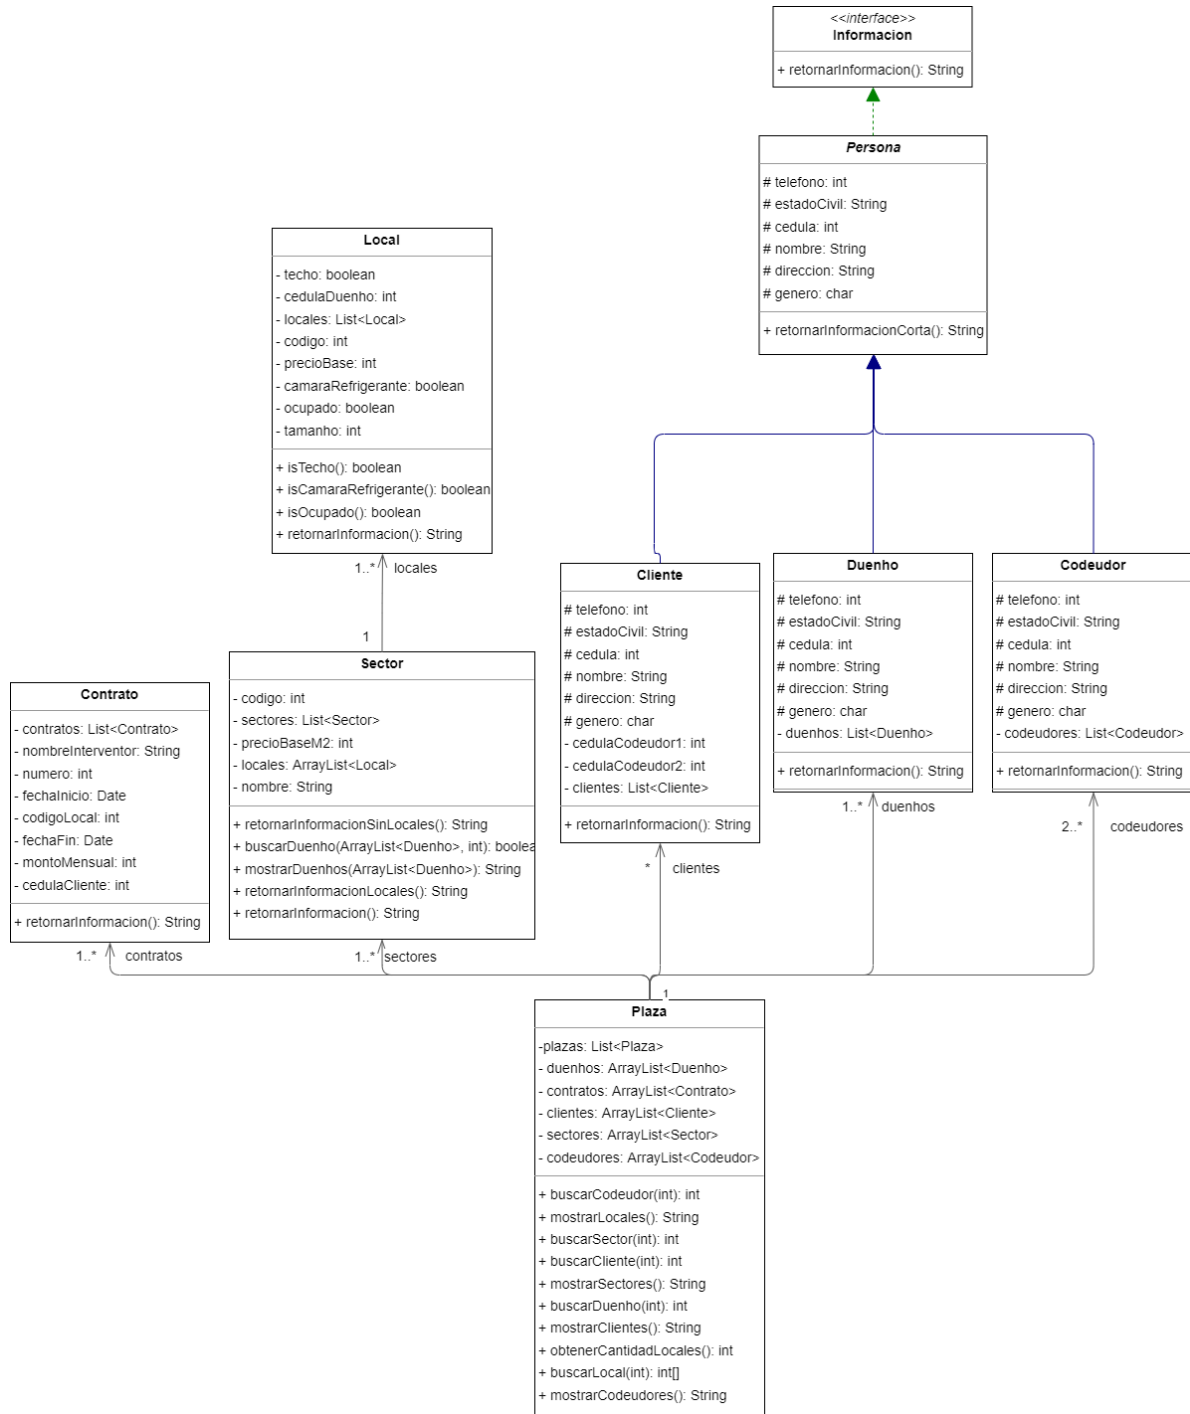 <<interface>>
Informacion
+ retornarInformacion(): String
Persona
# telefono: int
# estadoCivil: String
# cedula: int
# nombre: String
# direccion: String
# genero: char
+ retornarInformacionCorta(): String
Local
- techo: boolean
- cedulaDuenho: int
- locales: List<Local>
- codigo: int
- precioBase: int
- camaraRefrigerante: boolean
- ocupado: boolean
- tamanho: int
+ isTecho(): boolean
+ isCamaraRefrigerante(): boolean
+ isOcupado(): boolean
+ retornarInformacion(): String
1..* locales
1
Contrato
- contratos: List<Contrato>
- nombreInterventor: String
- numero: int
- fechaInicio: Date
- codigoLocal: int
- fechaFin: Date
- montoMensual: int
- cedulaCliente: int
+ retornarInformacion(): String
1..* contratos
Sector
- codigo: int
- sectores: List<Sector>
- precioBaseM2: int
- locales: ArrayList<Local>
- nombre: String
+ retornarInformacionSinLocales(): String
+ buscarDuenho(ArrayList<Duenho>, int): boolea
+ mostrarDuenhos(ArrayList<Duenho>): String
+ retornarInformacionLocales(): String
+ retornarInformacion(): String
1..* sectores
Cliente
# telefono: int
# estadoCivil: String
# cedula: int
# nombre: String
# direccion: String
# genero: char
- cedulaCodeudor1: int
- cedulaCodeudor2: int
- clientes: List<Cliente>
+ retornarInformacion(): String
* clientes
Duenho
# telefono: int
# estadoCivil: String
# cedula: int
# nombre: String
# direccion: String
# genero: char
- duenhos: List<Duenho>
+ retornarInformacion(): String
1..* duenhos
Codeudor
# telefono: int
# estadoCivil: String
# cedula: int
# nombre: String
# direccion: String
# genero: char
- codeudores: List<Codeudor>
+ retornarInformacion(): String
2..* codeudores
1
Plaza
-plazas: List<Plaza>
- duenhos: ArrayList<Duenho>
- contratos: ArrayList<Contrato>
- clientes: ArrayList<Cliente>
- sectores: ArrayList<Sector>
- codeudores: ArrayList<Codeudor>
+ buscarCodeudor(int): int
+ mostrarLocales(): String
+ buscarSector(int): int
+ buscarCliente(int): int
+ mostrarSectores(): String
+ buscarDuenho(int): int
+ mostrarClientes(): String
+ obtenerCantidadLocales(): int
+ buscarLocal(int): int[]
+ mostrarCodeudores(): String